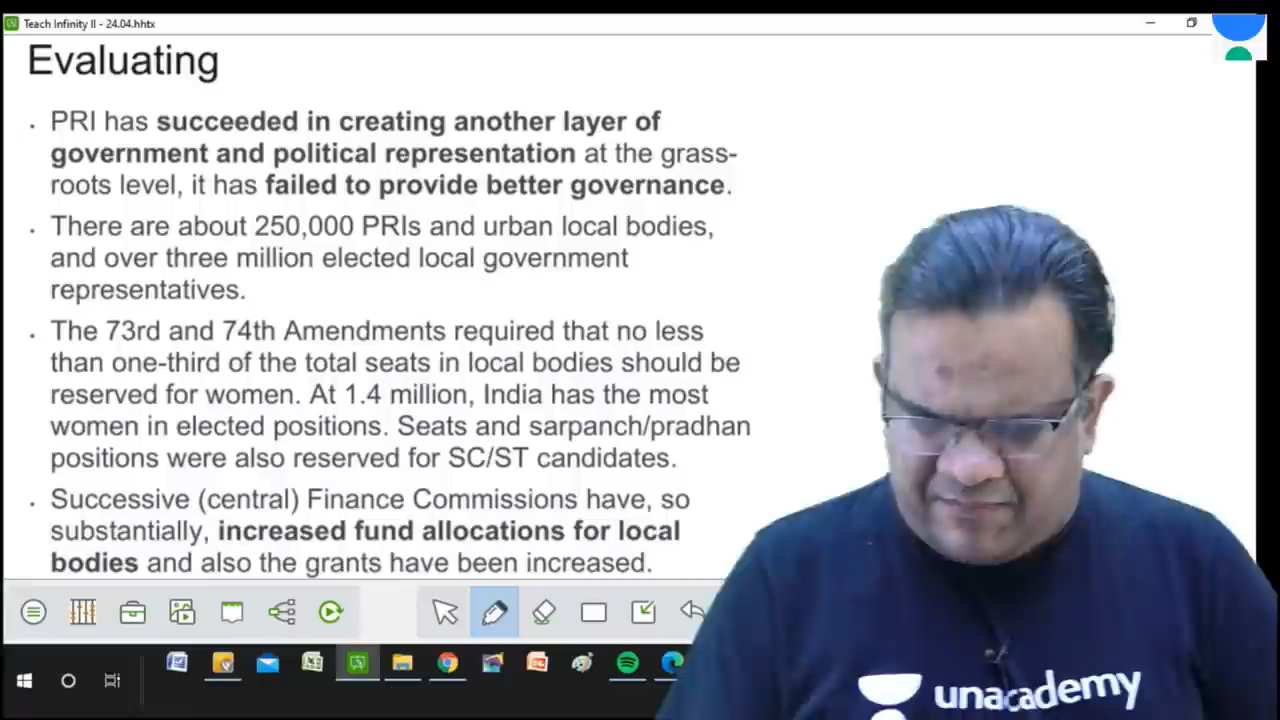 Teach Infinity II - 24.04.hhtx
Evaluating
. PRI has succeeded in creating another layer of
government and political representation at the grass-
roots level, it has failed to provide better governance.
. There are about 250,000 PRIs and urban local bodies,
and over three million elected local government
representatives.
. The 73rd and 74th Amendments required that no less
than one-third of the total seats in local bodies should be
reserved for women. At 1.4 million, India has the most
women in elected positions. Seats and sarpanch/pradhan
positions were also reserved for SC/ST candidates.
. Successive (central) Finance Commissions have, so
substantially, increased fund allocations for local
bodies and also the grants have been increased.
unacademy